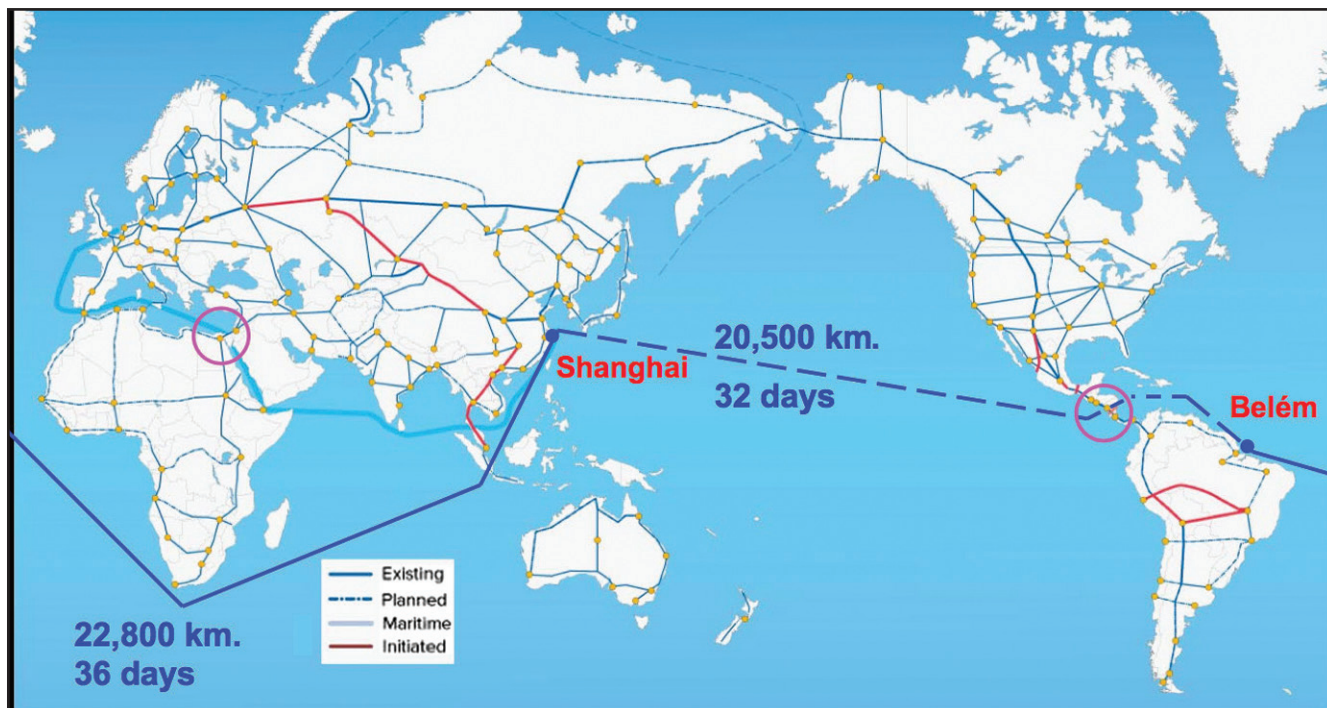 20,500 km.
32 days
Shanghai
Belém
Existing
Planned
Maritime
Initiated
22,800 km.
36 days